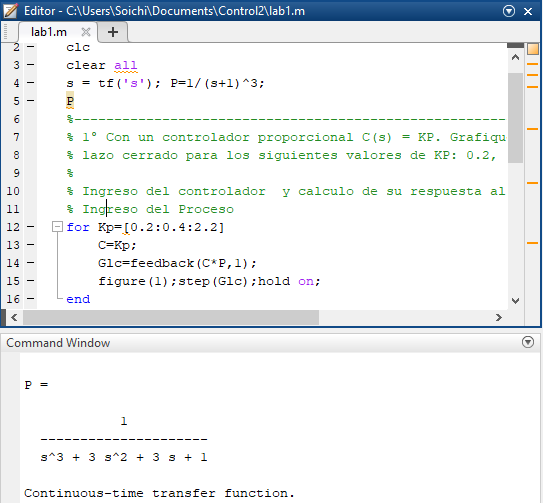 Editor - C:\Users\Soichi\Documents\Control2\lab1.m
lab1.m
2 - clc
3 - clear all
4 - s = tf('s'); P=1/(s+1)^3;
5 - P
6 %----------------------------------------------------------
7 % 1° Con un controlador proporcional C(s) = KP. Grafiqu
8 % lazo cerrado para los siguientes valores de KP: 0.2,
9 %
10 % Ingreso del controlador  y calculo de su respuesta al
11 % Ingreso del Proceso
12 - for Kp=[0.2:0.4:2.2]
13 - C=Kp;
14 - Glc=feedback(C*P,1);
15 - figure(1);step(Glc);hold on;
16 - end
Command Window
P =
1
---------------------
s^3 + 3 s^2 + 3 s + 1
Continuous-time transfer function.